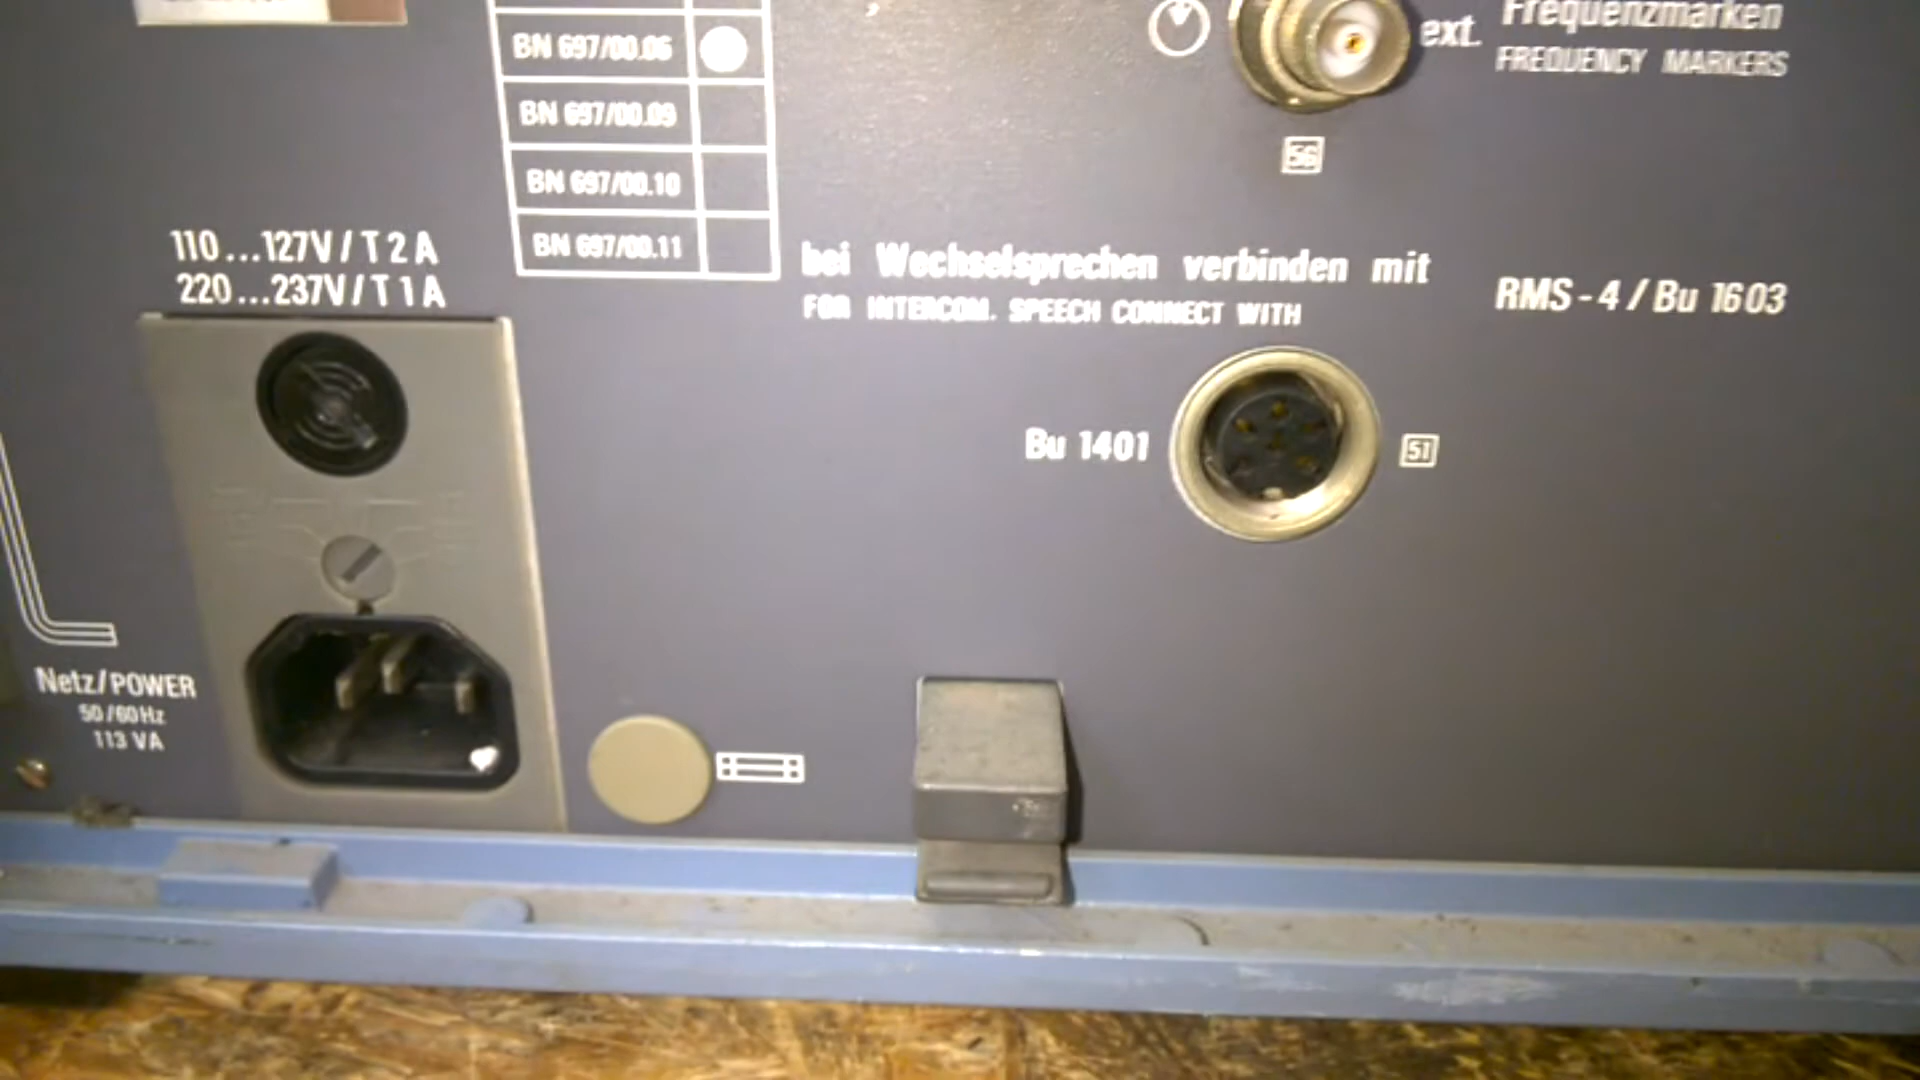 BN 697/00.06
BN 697/00.09
BN 697/00.10
BN 697/00.11
ext. Frequenzmarken
FREQUENCY MARKERS
56
110...127V/T2A
220...237V/T1A
bei Wechselsprechen verbinden mit
FOR INTERCOM. SPEECH CONNECT WITH
RMS-4/Bu 1603
Bu 1401
51
Netz/POWER
50/60Hz
113 VA